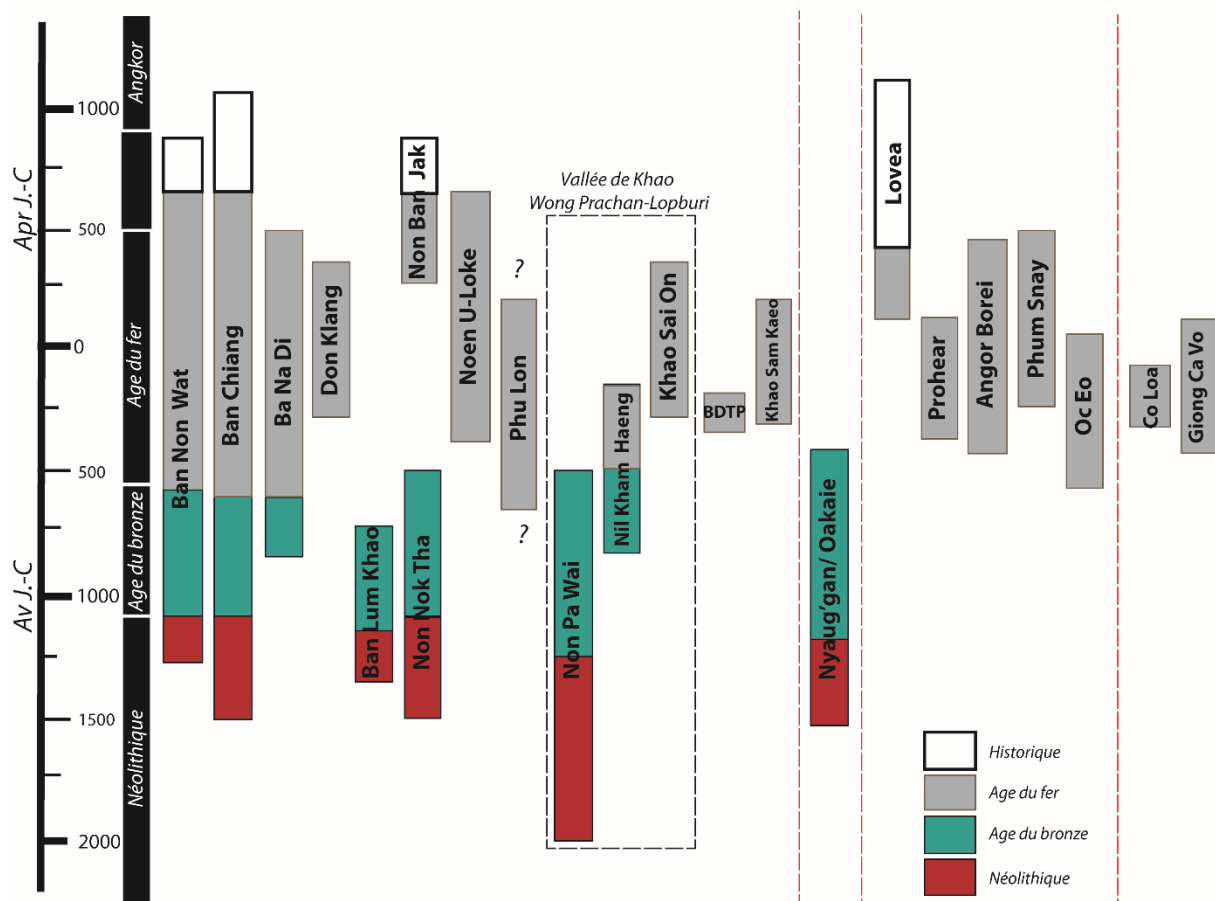 Apr J.-C
Av J.-C
1000
500
0
500
1000
1500
2000
Angkor
Age du fer
Age du bronze
Néolithique
Ban Non Wat
Ban Chiang
Ba Na Di
Don Klang
Ban Lum Khao
Non Ban Jak
Non Nok Tha
Noen U-Loke
?
Phu Lon
?
Vallée de Khao
Wong Prachan-Lopburi
Non Pa Wai
Nil Kham Haeng
Khao Sai On
BDTP
Khao Sam Kaeo
Nyaug'gan/ Oakaie
Lovea
Prohear
Angor Borei
Phum Snay
Oc Eo
Co Loa
Giong Ca Vo
Historique
Age du fer
Age du bronze
Néolithique